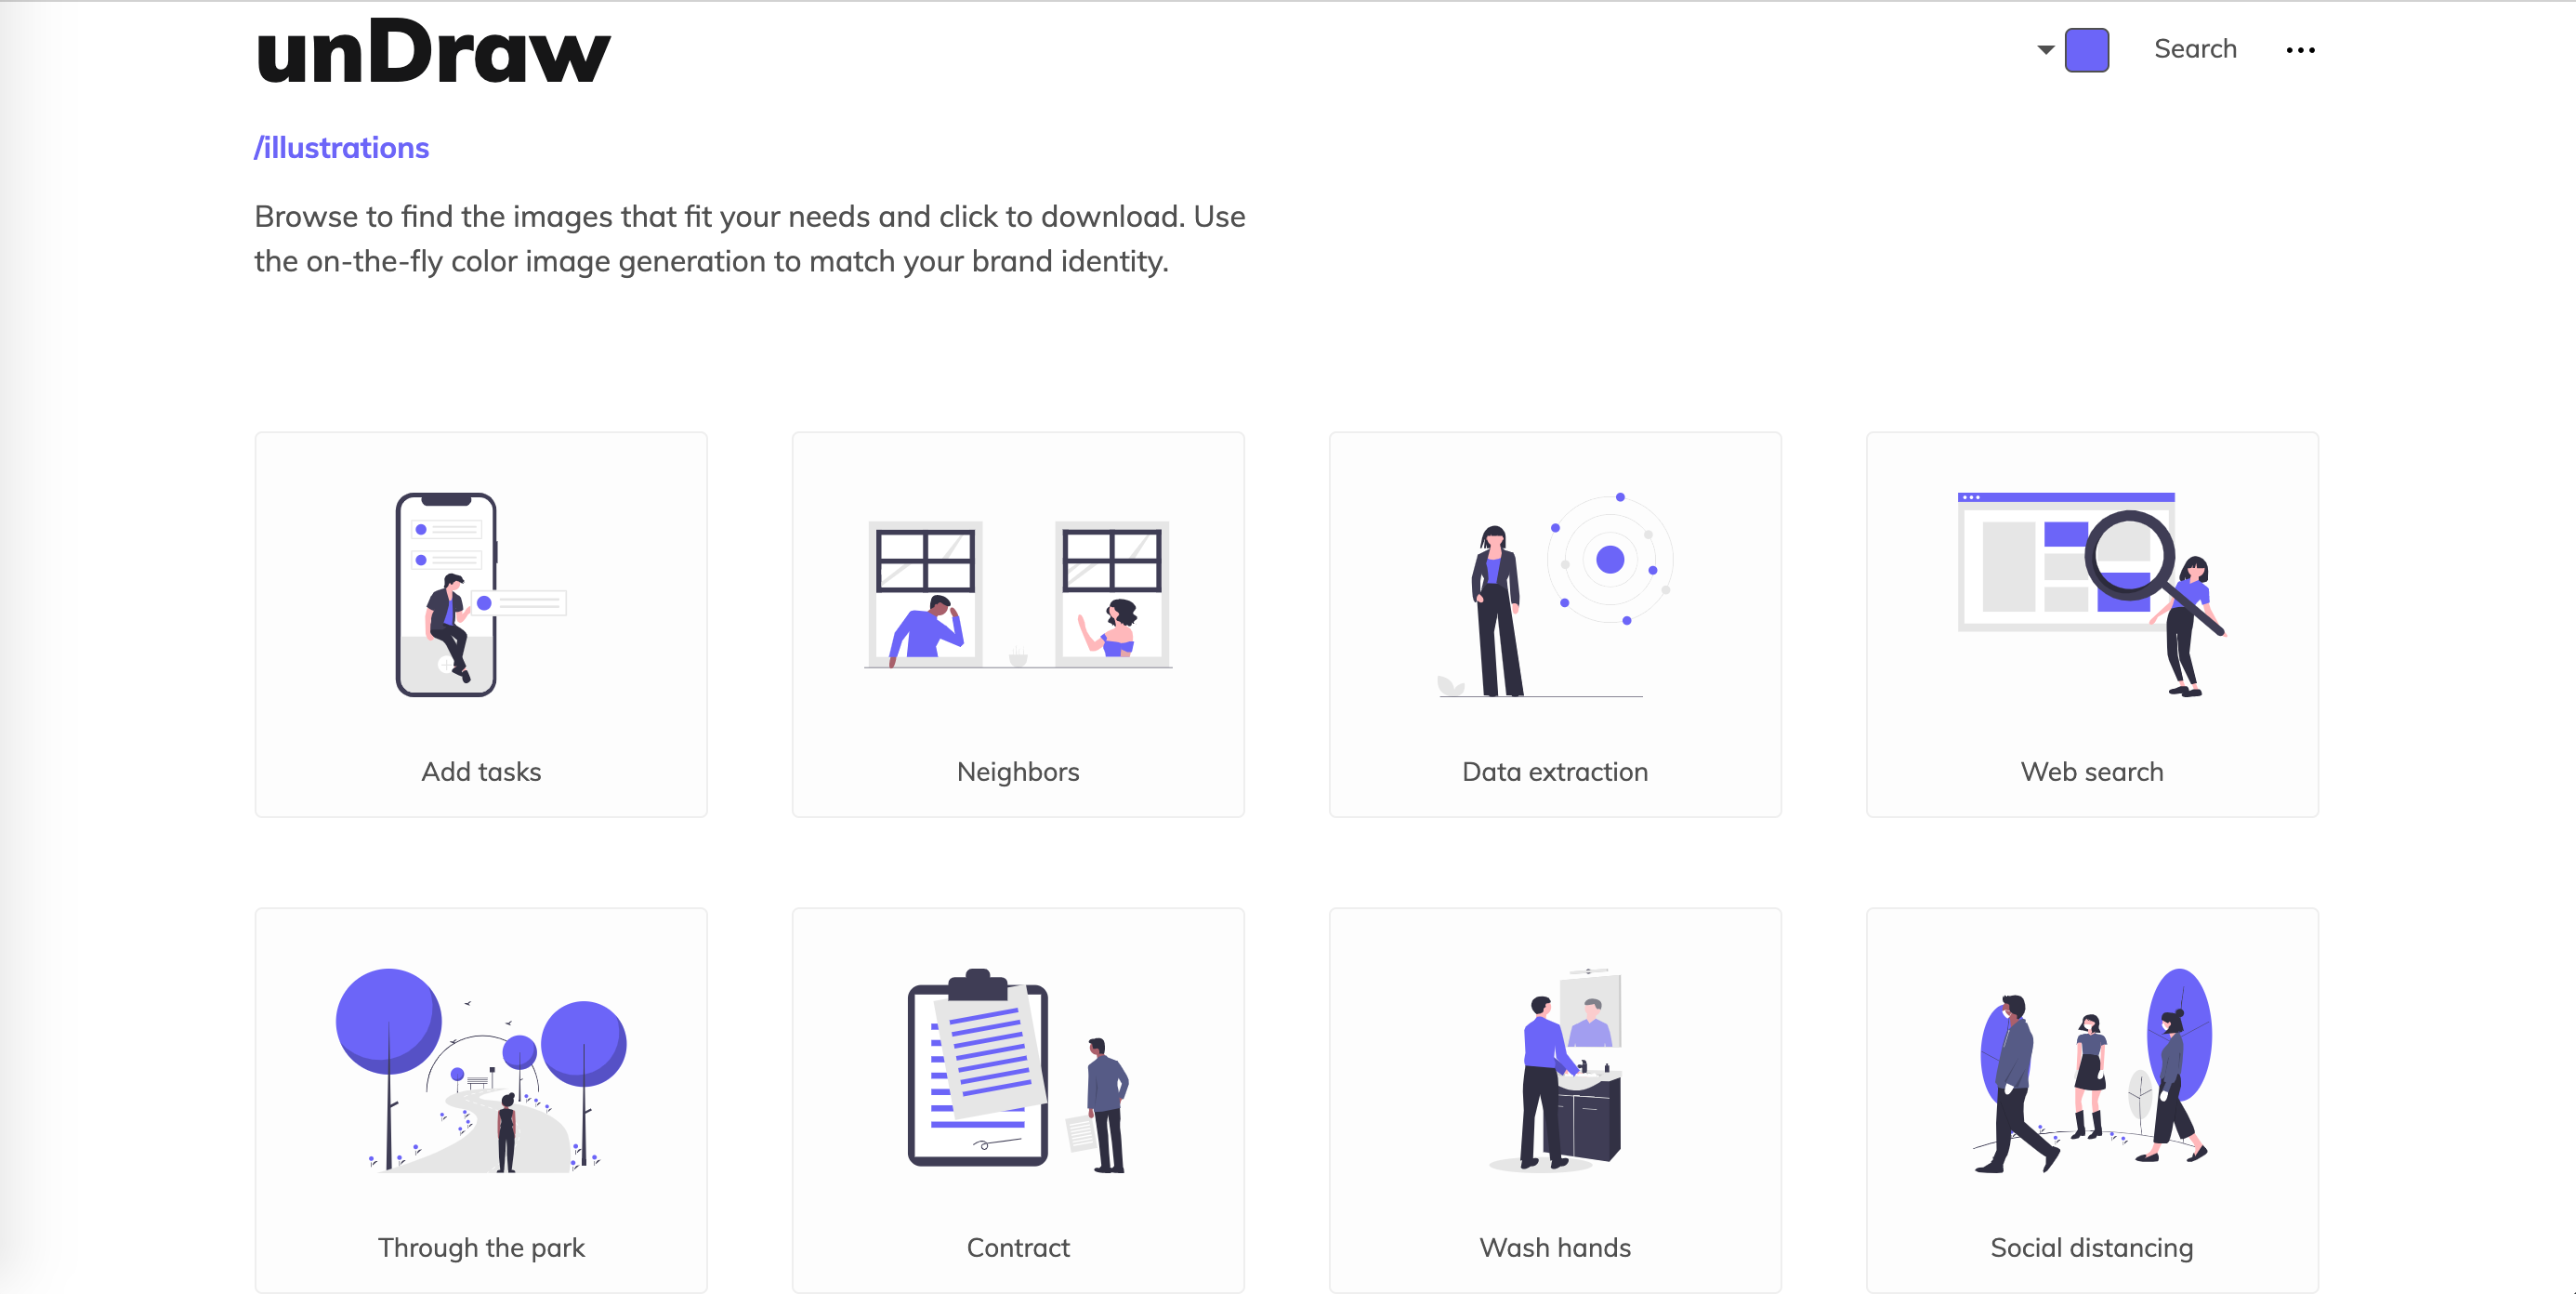 unDraw
Search
/illustrations
Browse to find the images that fit your needs and click to download. Use
the on-the-fly color image generation to match your brand identity.
Add tasks
Neighbors
Data extraction
Web search
Through the park
Contract
Wash hands
Social distancing